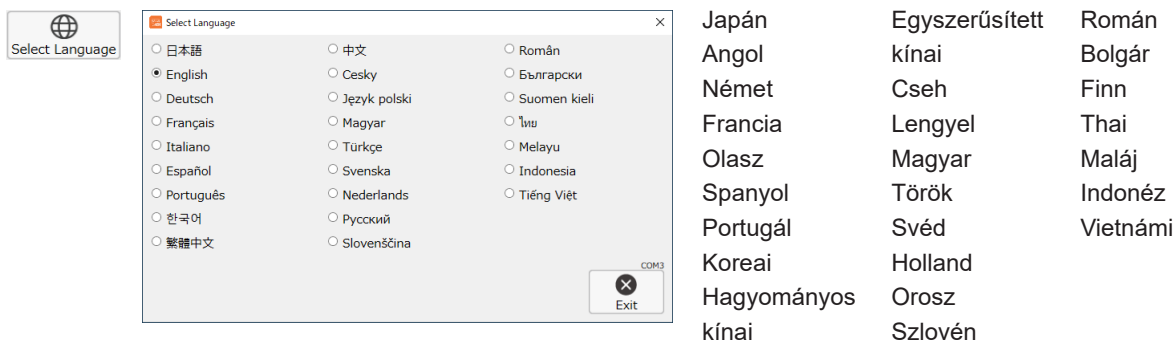 Select Language
Select Language
日本語
English
Deutsch
Français
Italiano
Español
Português
한국어
繁體中文
中文
Cesky
Język polski
Magyar
Türkçe
Svenska
Nederlands
Русский
Slovenščina
Român
Български
Suomen kieli
ไทย
Melayu
Indonesia
Tiếng Việt
COM3
Exit
Japán
Angol
Német
Francia
Olasz
Spanyol
Portugál
Koreai
Hagyományos
kínai
Egyszerűsített
kínai
Cseh
Lengyel
Magyar
Török
Svéd
Holland
Orosz
Szlovén
Román
Bolgár
Finn
Thai
Maláj
Indonéz
Vietnámi